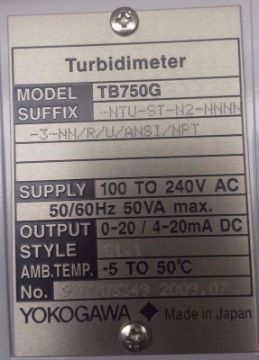 Turbidimeter
MODEL TB750G
SUFFIX -NTU-ST-N2-NNNN
-3-NN/R/U/ANSI/NPT
SUPPLY 100 TO 240V AC
50/60Hz 50VA max.
OUTPUT 0-20 / 4-20mA DC
STYLE S1.1
AMB.TEMP. -5 TO 50℃
No. 2009.07
YOKOGAWA Made in Japan